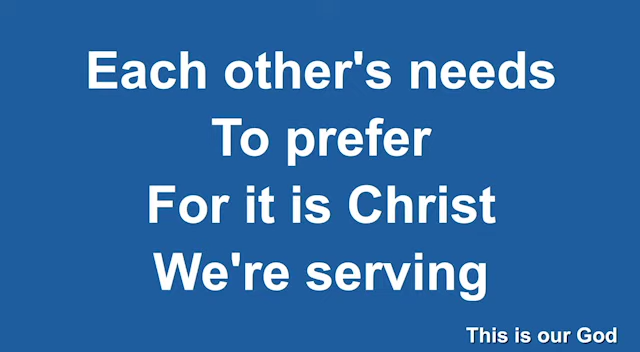 Each other's needs
To prefer
For it is Christ
We're serving
This is our God